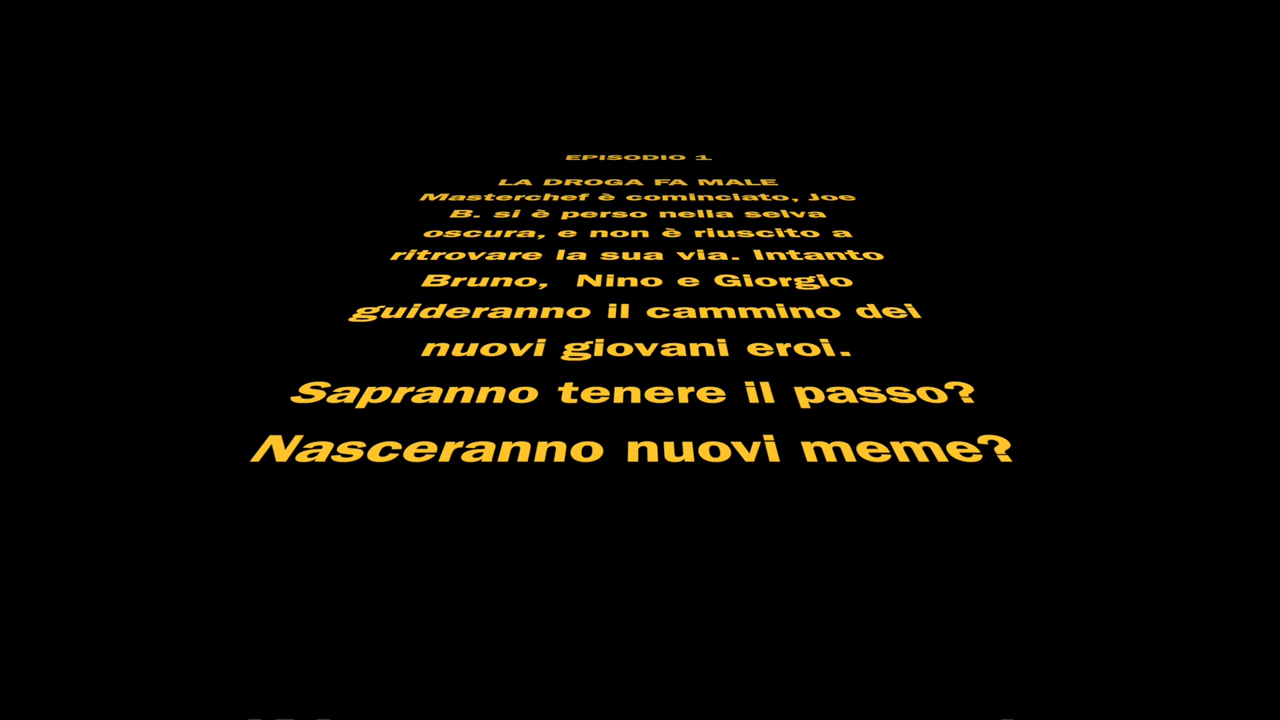 EPISODIO 1
LA DROGA FA MALE
Masterchef è cominciato, Joe
B. si è perso nella selva
oscura, e non è riuscito a
ritrovare la sua via. Intanto
Bruno,  Nino e Giorgio
guideranno il cammino dei
nuovi giovani eroi.
Sapranno tenere il passo?
Nasceranno nuovi meme?